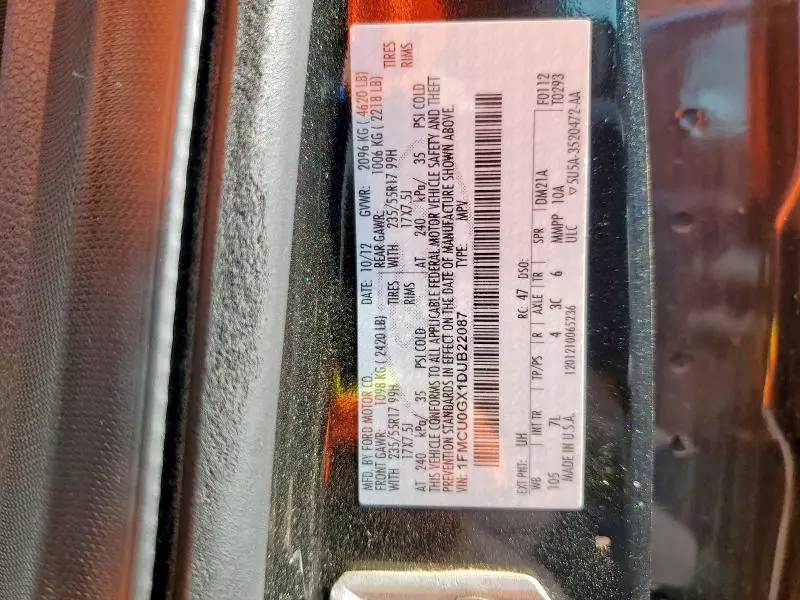 MFD. BY FORD MOTOR CO. DATE: 10/12 GVWR: 2096 KG ( 4620 LB)
FRONT GAWR: 1098 KG ( 2420 LB) REAR GAWR: 1006 KG ( 2218 LB)
WITH 235/55R17 99H TIRES WITH 235/55R17 99H TIRES
17X7.5J RIMS 17X7.5J RIMS
AT 240 kPa/ 35 PSI COLD AT 240 kPa/ 35 PSI COLD
THIS VEHICLE CONFORMS TO ALL APPLICABLE FEDERAL MOTOR VEHICLE SAFETY AND THEFT
PREVENTION STANDARDS IN EFFECT ON THE DATE OF MANUFACTURE SHOWN ABOVE.
VIN: 1FMCU0GX1DUB22087 TYPE: MPV
EXT PNT: UH RC: 47 DSO: F0112
WB INT TR TP/PS R AXLE TR SPR DM21A T0293
105 7L 4 3C 6 MMPP 10A
MADE IN U.S.A. 1201210065236 ULC ▽ SU5A-3520472-AA